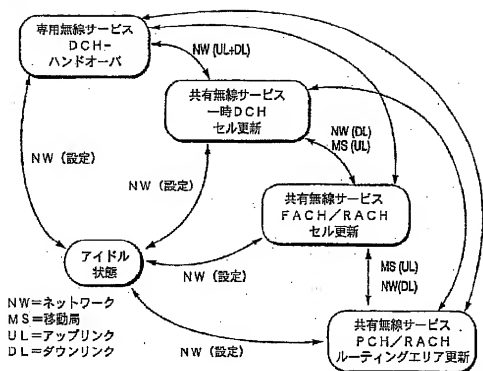 専用無線サービス
DCH-
ハンドオーバ
NW (UL+DL)
共有無線サービス
一時DCH
セル更新
NW (DL)
MS (UL)
NW (設定)
NW (設定)
共有無線サービス
FACH/RACH
セル更新
アイドル
状態
NW (設定)
MS (UL)
NW(DL)
NW=ネットワーク
MS=移動局
UL=アップリンク
DL=ダウンリンク
NW (設定)
共有無線サービス
PCH/RACH
ルーティングエリア更新